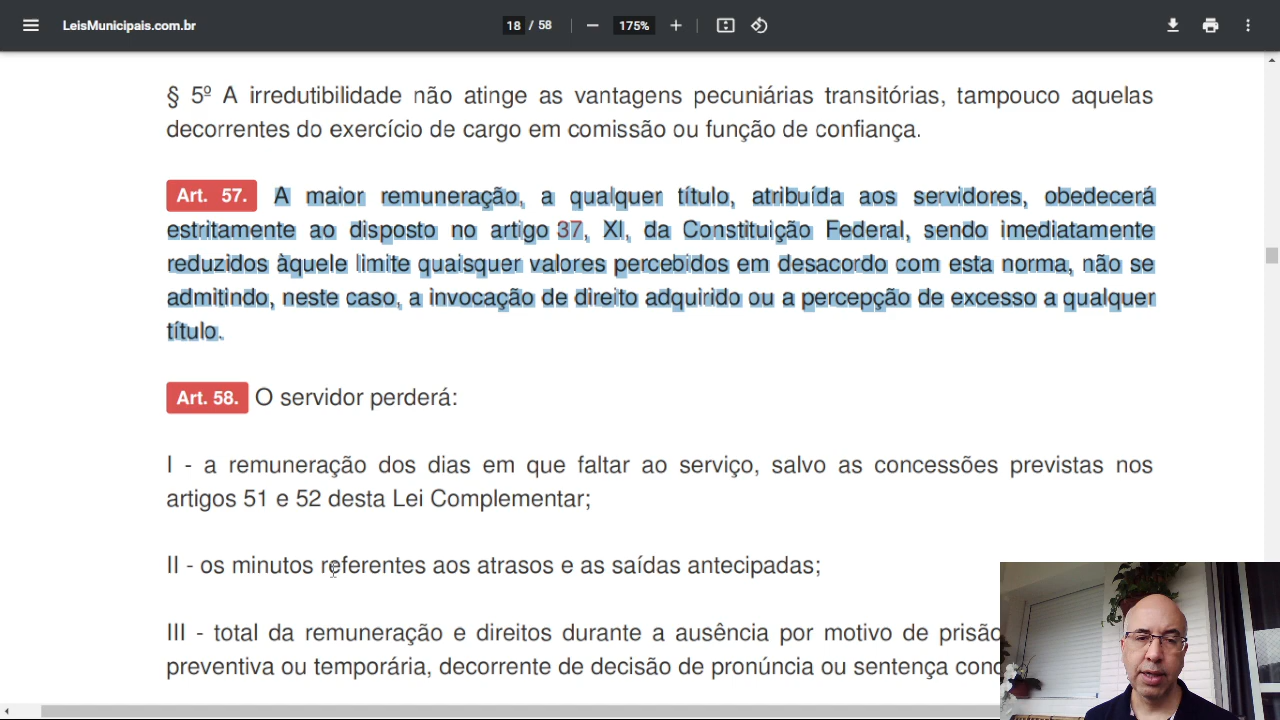 LeisMunicipais.com.br
18 / 58
175%
§ 5º A irredutibilidade não atinge as vantagens pecuniárias transitórias, tampouco aquelas
decorrentes do exercício de cargo em comissão ou função de confiança.
Art. 57. A maior remuneração, a qualquer título, atribuída aos servidores, obedecerá
estritamente ao disposto no artigo 37, XI, da Constituição Federal, sendo imediatamente
reduzidos àquele limite quaisquer valores percebidos em desacordo com esta norma, não se
admitindo, neste caso, a invocação de direito adquirido ou a percepção de excesso a qualquer
título.
Art. 58. O servidor perderá:
I - a remuneração dos dias em que faltar ao serviço, salvo as concessões previstas nos
artigos 51 e 52 desta Lei Complementar;
II - os minutos referentes aos atrasos e as saídas antecipadas;
III - total da remuneração e direitos durante a ausência por motivo de prisão
preventiva ou temporária, decorrente de decisão de pronúncia ou sentença